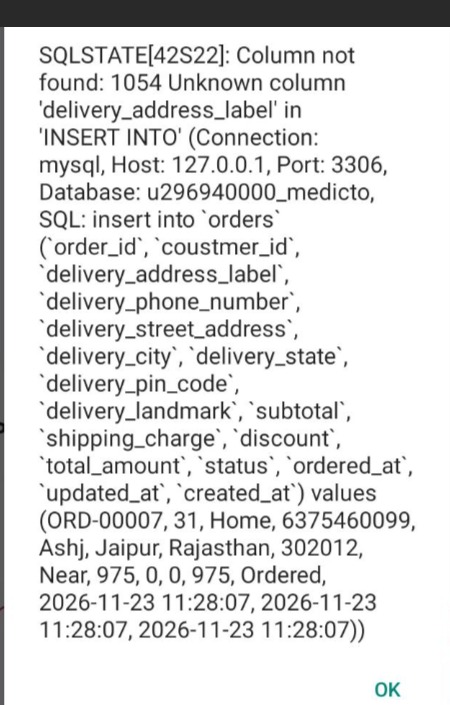 SQLSTATE[42S22]: Column not
found: 1054 Unknown column
'delivery_address_label' in
'INSERT INTO' (Connection:
mysql, Host: 127.0.0.1, Port: 3306,
Database: u296940000_medicto,
SQL: insert into `orders`
(`order_id`, `coustmer_id`,
`delivery_address_label`,
`delivery_phone_number`,
`delivery_street_address`,
`delivery_city`, `delivery_state`,
`delivery_pin_code`,
`delivery_landmark`, `subtotal`,
`shipping_charge`, `discount`,
`total_amount`, `status`, `ordered_at`,
`updated_at`, `created_at`) values
(ORD-00007, 31, Home, 6375460099,
Ashj, Jaipur, Rajasthan, 302012,
Near, 975, 0, 0, 975, Ordered,
2026-11-23 11:28:07, 2026-11-23
11:28:07, 2026-11-23 11:28:07))
OK